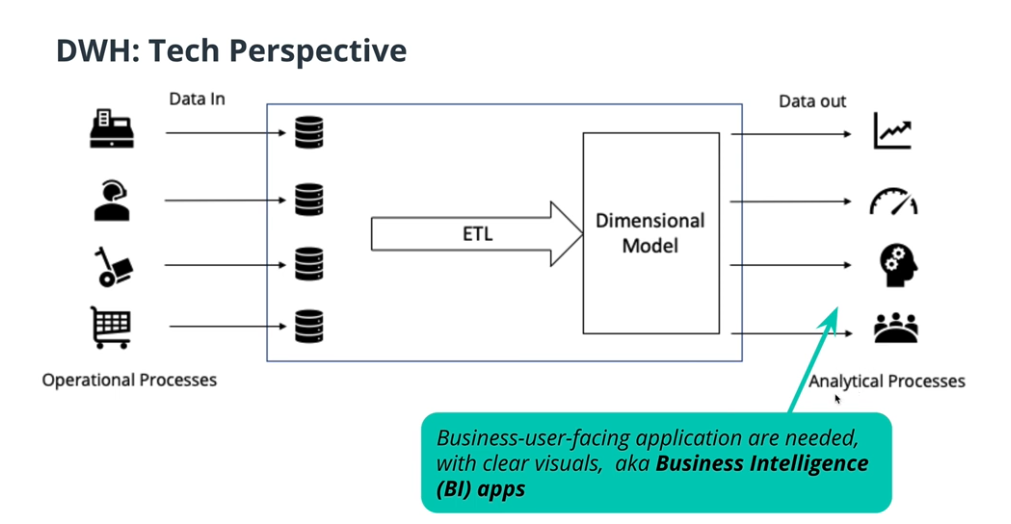 DWH: Tech Perspective
Data In
Data out
ETL
Dimensional
Model
Operational Processes
Analytical Processes
Business-user-facing application are needed,
with clear visuals, aka Business Intelligence
(BI) apps